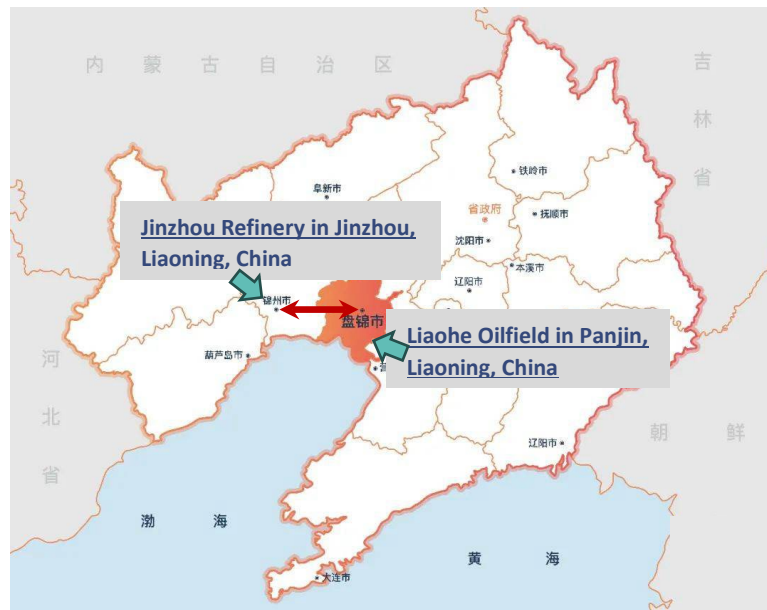 内 蒙 古 自 治 区
吉
林
省
铁岭市
阜新市
省政府
抚顺市
沈阳市
Jinzhou Refinery in Jinzhou,
Liaoning, China
本溪市
辽阳市
锦州市
盘锦市
Liaohe Oilfield in Panjin,
Liaoning, China
葫芦岛市
河
北
省
朝 鲜
辽阳市
渤 海
黄 海
大连市